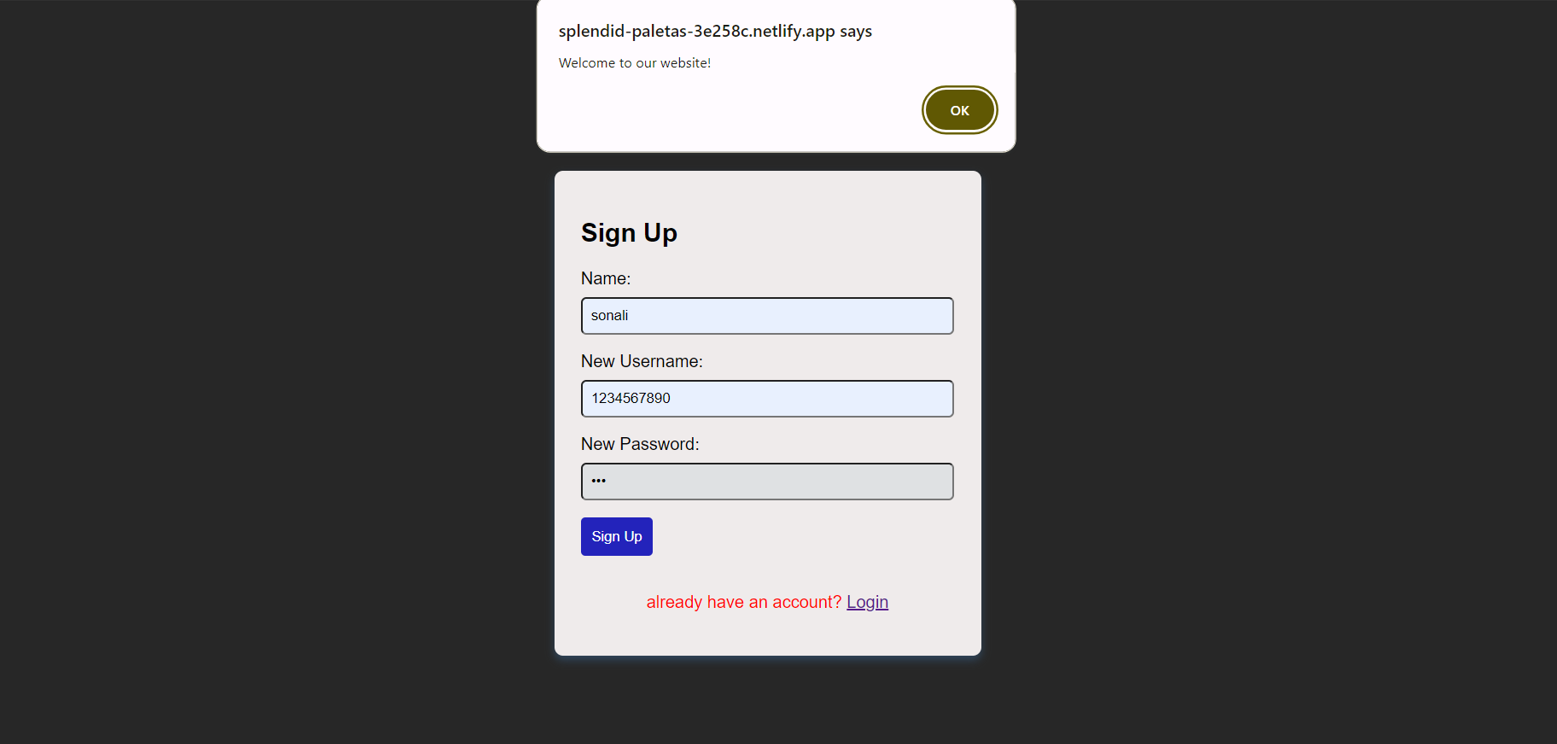 splendid-paletas-3e258c.netlify.app says
Welcome to our website!
OK
Sign Up
Name:
sonali
New Username:
1234567890
New Password:
•••
Sign Up
already have an account? Login